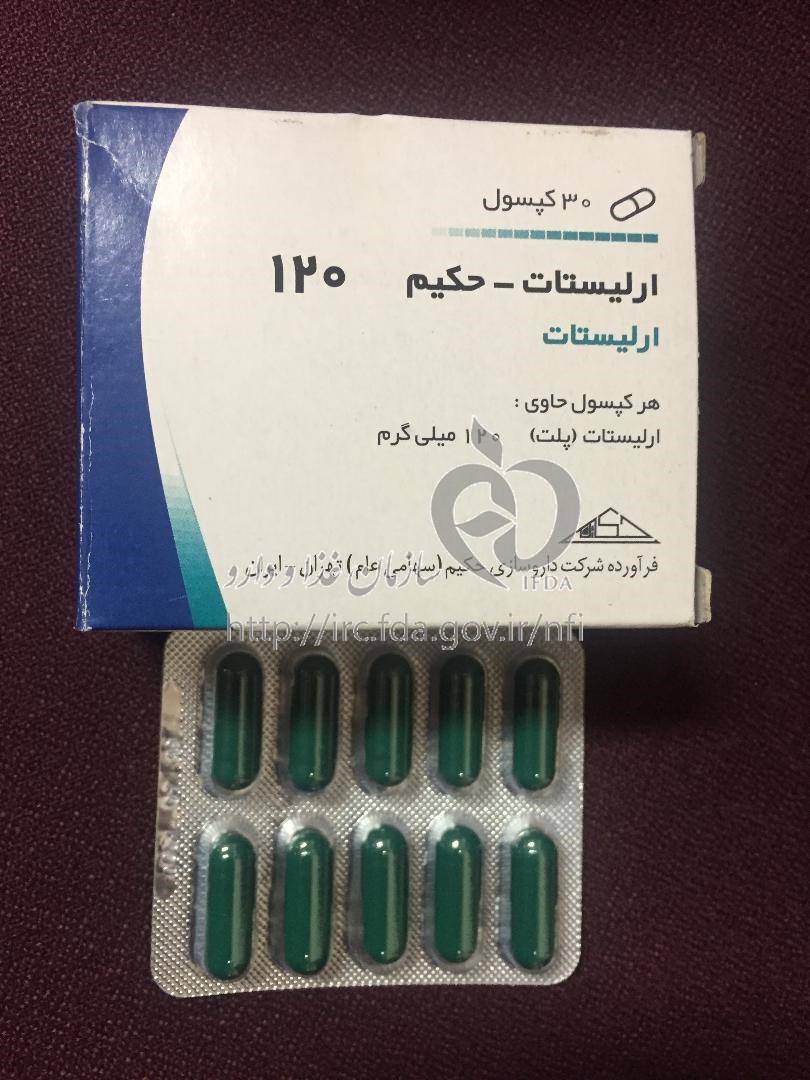 ۳۰ کپسول
ارلیستات - حکیم ۱۲۰
ارلیستات
هر کپسول حاوی :
ارلیستات (پلت) ۱۲۰ میلی گرم
فرآورده شرکت داروسازی حکیم (سهامی عام) تهران - ایران
سازمان غذا و دارو
IFDA
http://irc.fda.gov.ir/nfi